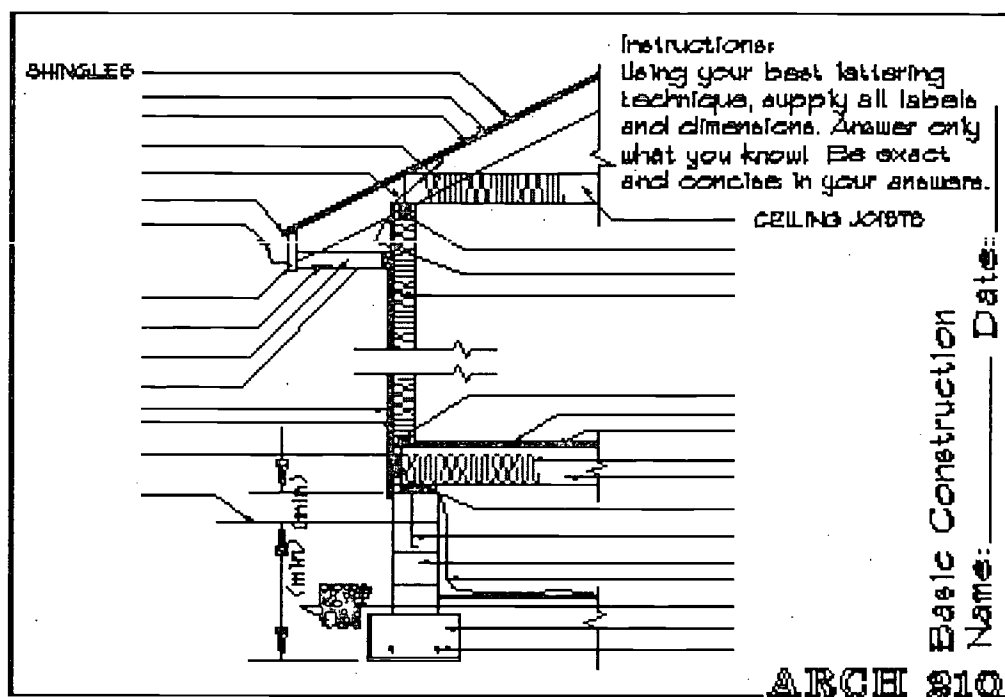 SHINGLES
Instructions:
Using your best lettering
technique, supply all labels
and dimensions. Answer only
what you know! Be exact
and concise in your answers.
CEILING JOISTS
(min)
(min)
Basic Construction
Name: Date:
ARCH 210